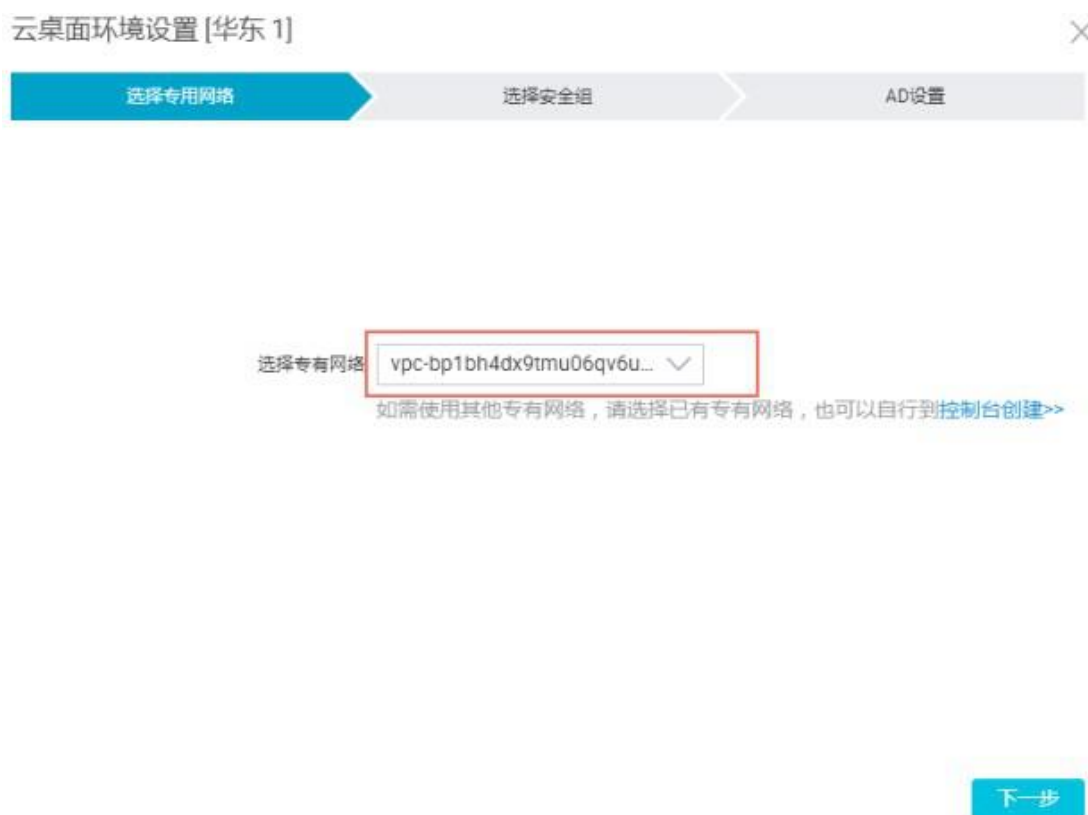 云桌面环境设置 [华东 1]
选择专用网络
选择安全组
AD设置
选择专有网络 vpc-bp1bh4dx9tmu06qv6u...
如需使用其他专有网络，请选择已有专有网络，也可以自行到控制台创建>>
下一步